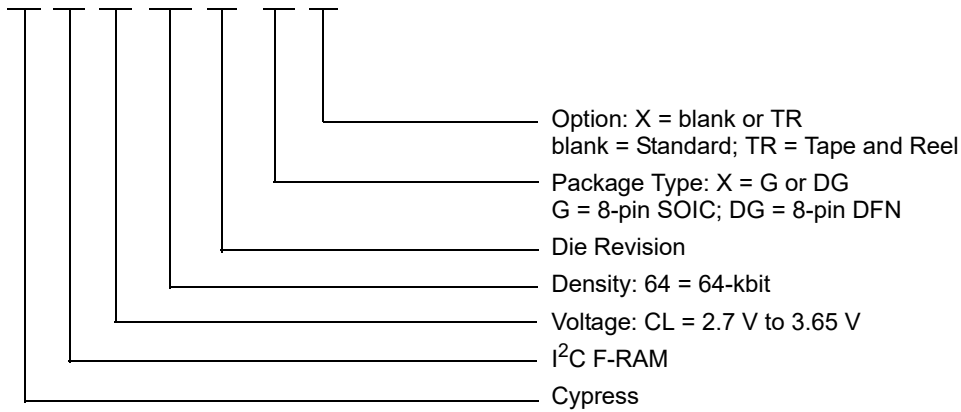 Option: X = blank or TR
blank = Standard; TR = Tape and Reel
Package Type: X = G or DG
G = 8-pin SOIC; DG = 8-pin DFN
Die Revision
Density: 64 = 64-kbit
Voltage: CL = 2.7 V to 3.65 V
I²C F-RAM
Cypress